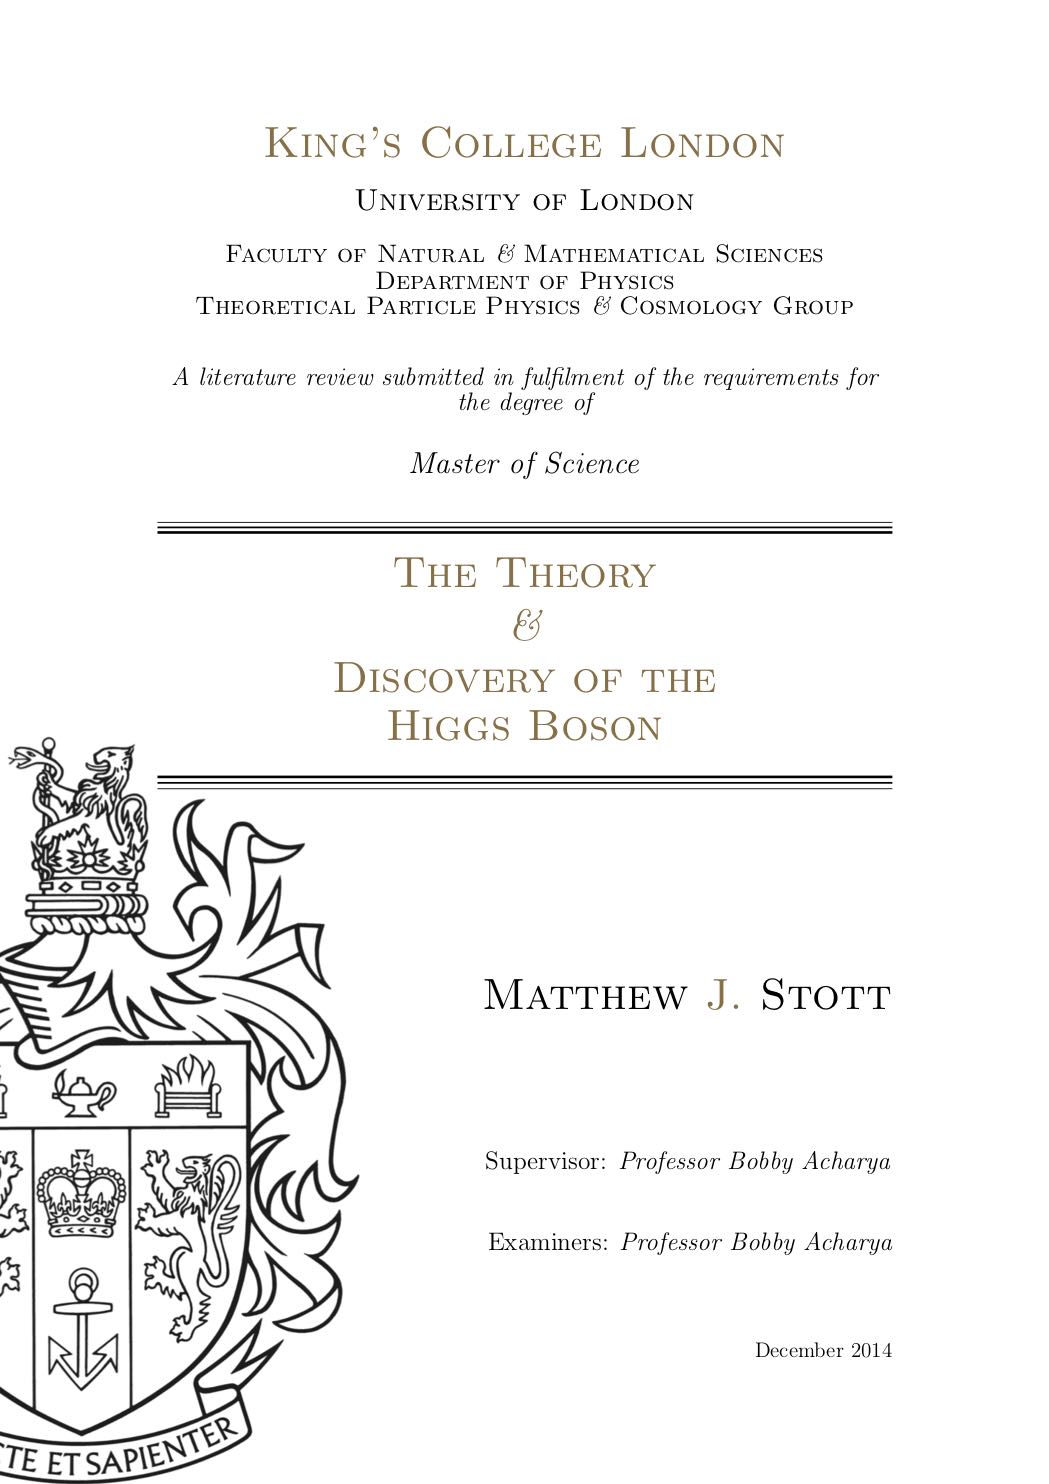 King's College London
University of London
Faculty of Natural & Mathematical Sciences
Department of Physics
Theoretical Particle Physics & Cosmology Group
A literature review submitted in fulfilment of the requirements for
the degree of
Master of Science
The Theory
&
Discovery of the
Higgs Boson
Matthew J. Stott
Supervisor: Professor Bobby Acharya
Examiners: Professor Bobby Acharya
December 2014
TE ET SAPIENTER